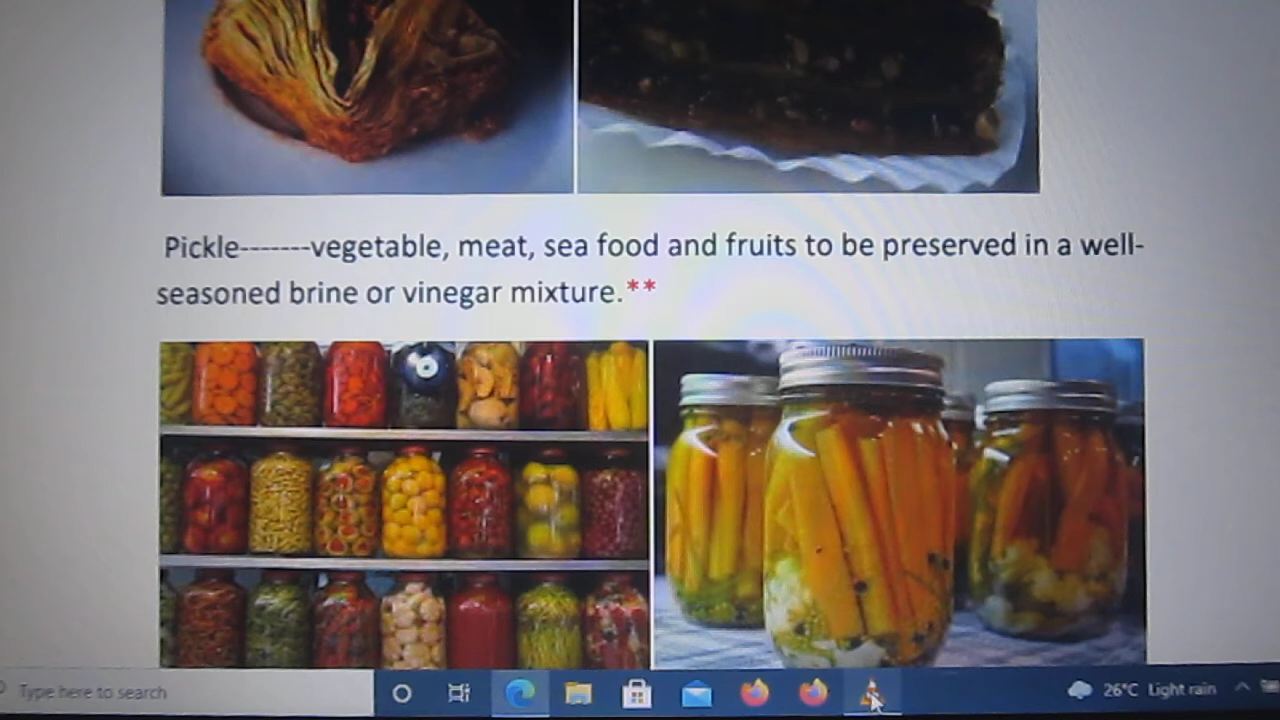 Pickle-------vegetable, meat, sea food and fruits to be preserved in a well-
seasoned brine or vinegar mixture.**
Type here to search
26°C Light rain